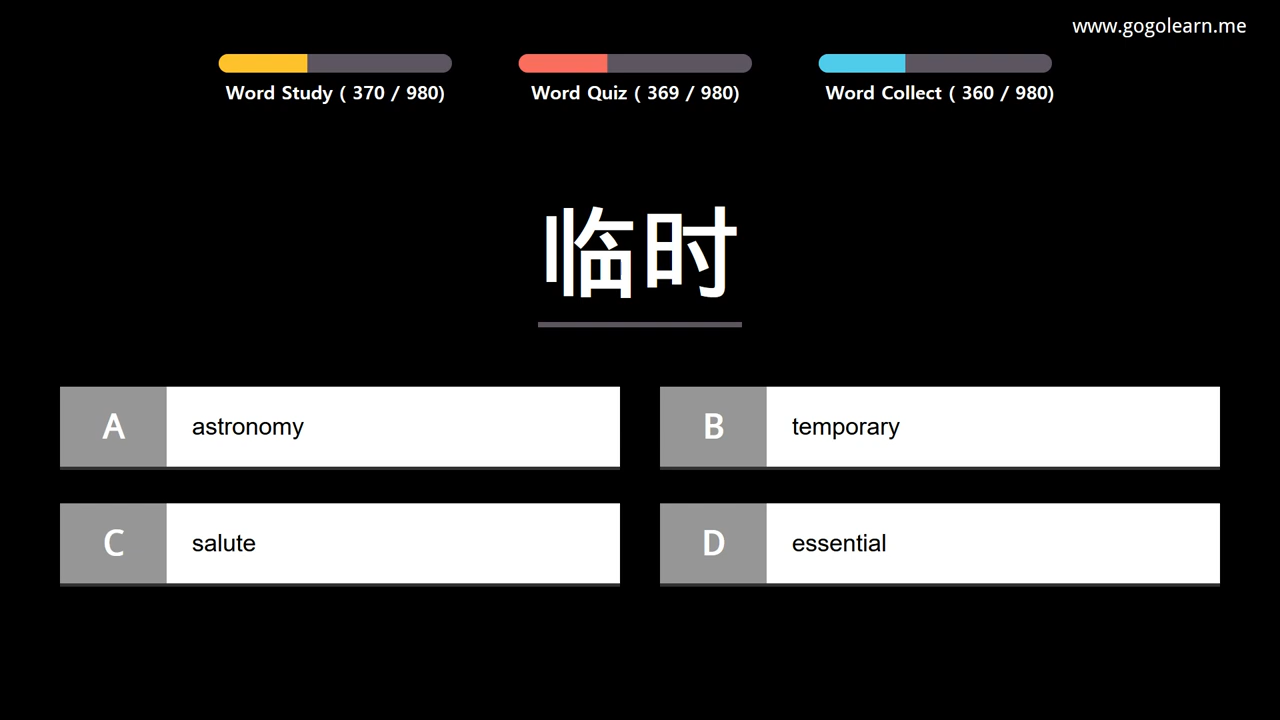 www.gogolearn.me
Word Study ( 370 / 980)
Word Quiz ( 369 / 980)
Word Collect ( 360 / 980)
临时
A astronomy
B temporary
C salute
D essential